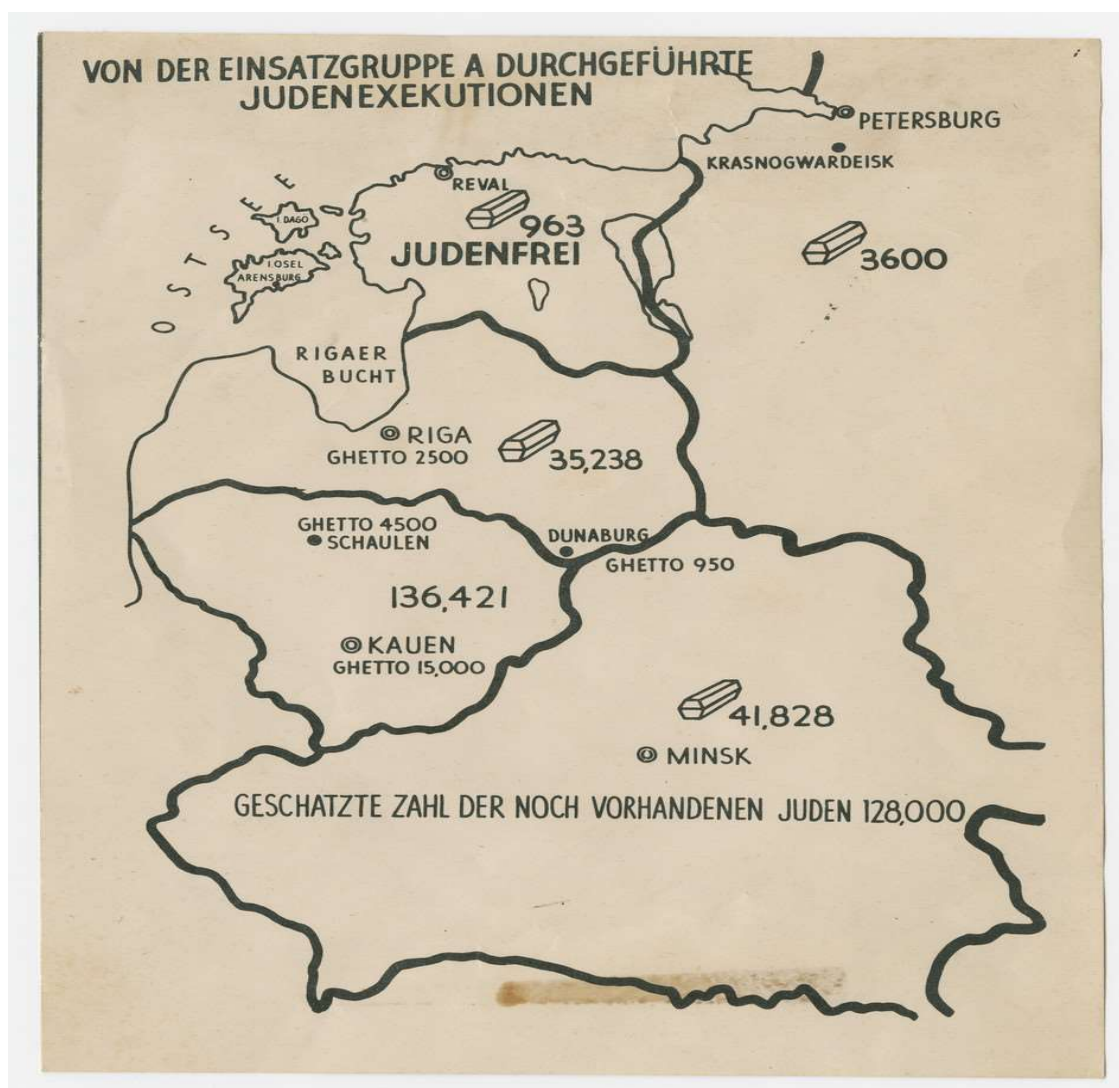 VON DER EINSATZGRUPPE A DURCHGEFÜHRTE
JUDENEXEKUTIONEN
PETERSBURG
KRASNOGWARDEISK
REVAL
963
JUDENFREI
3600
OSTSEE
I. DAGO
I. OSEL
ARENSBURG
RIGAER
BUCHT
RIGA
GHETTO 2500
35,238
GHETTO 4500
SCHAULEN
DUNABURG
GHETTO 950
136,421
KAUEN
GHETTO 15,000
41,828
MINSK
GESCHATZTE ZAHL DER NOCH VORHANDENEN JUDEN 128,000